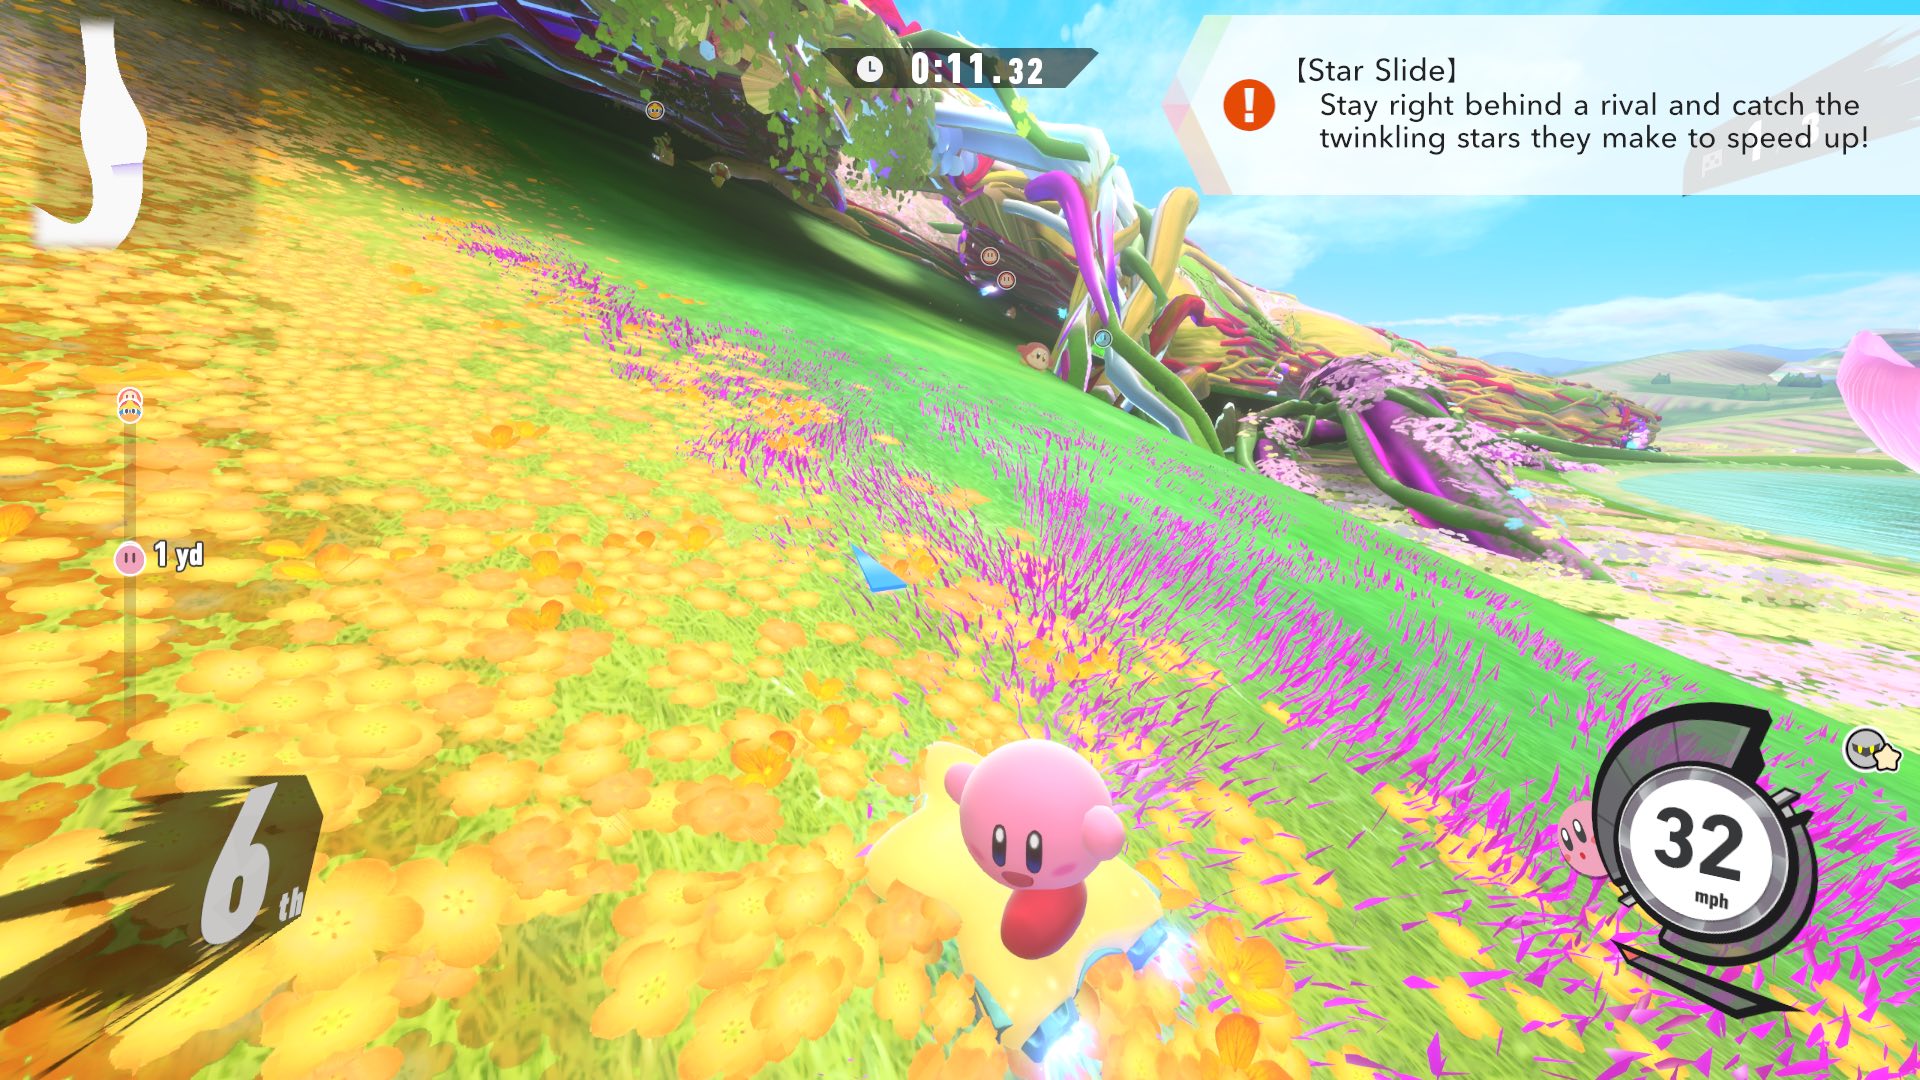 0:11.32
【Star Slide】
Stay right behind a rival and catch the
twinkling stars they make to speed up!
1 yd
6th
32
mph